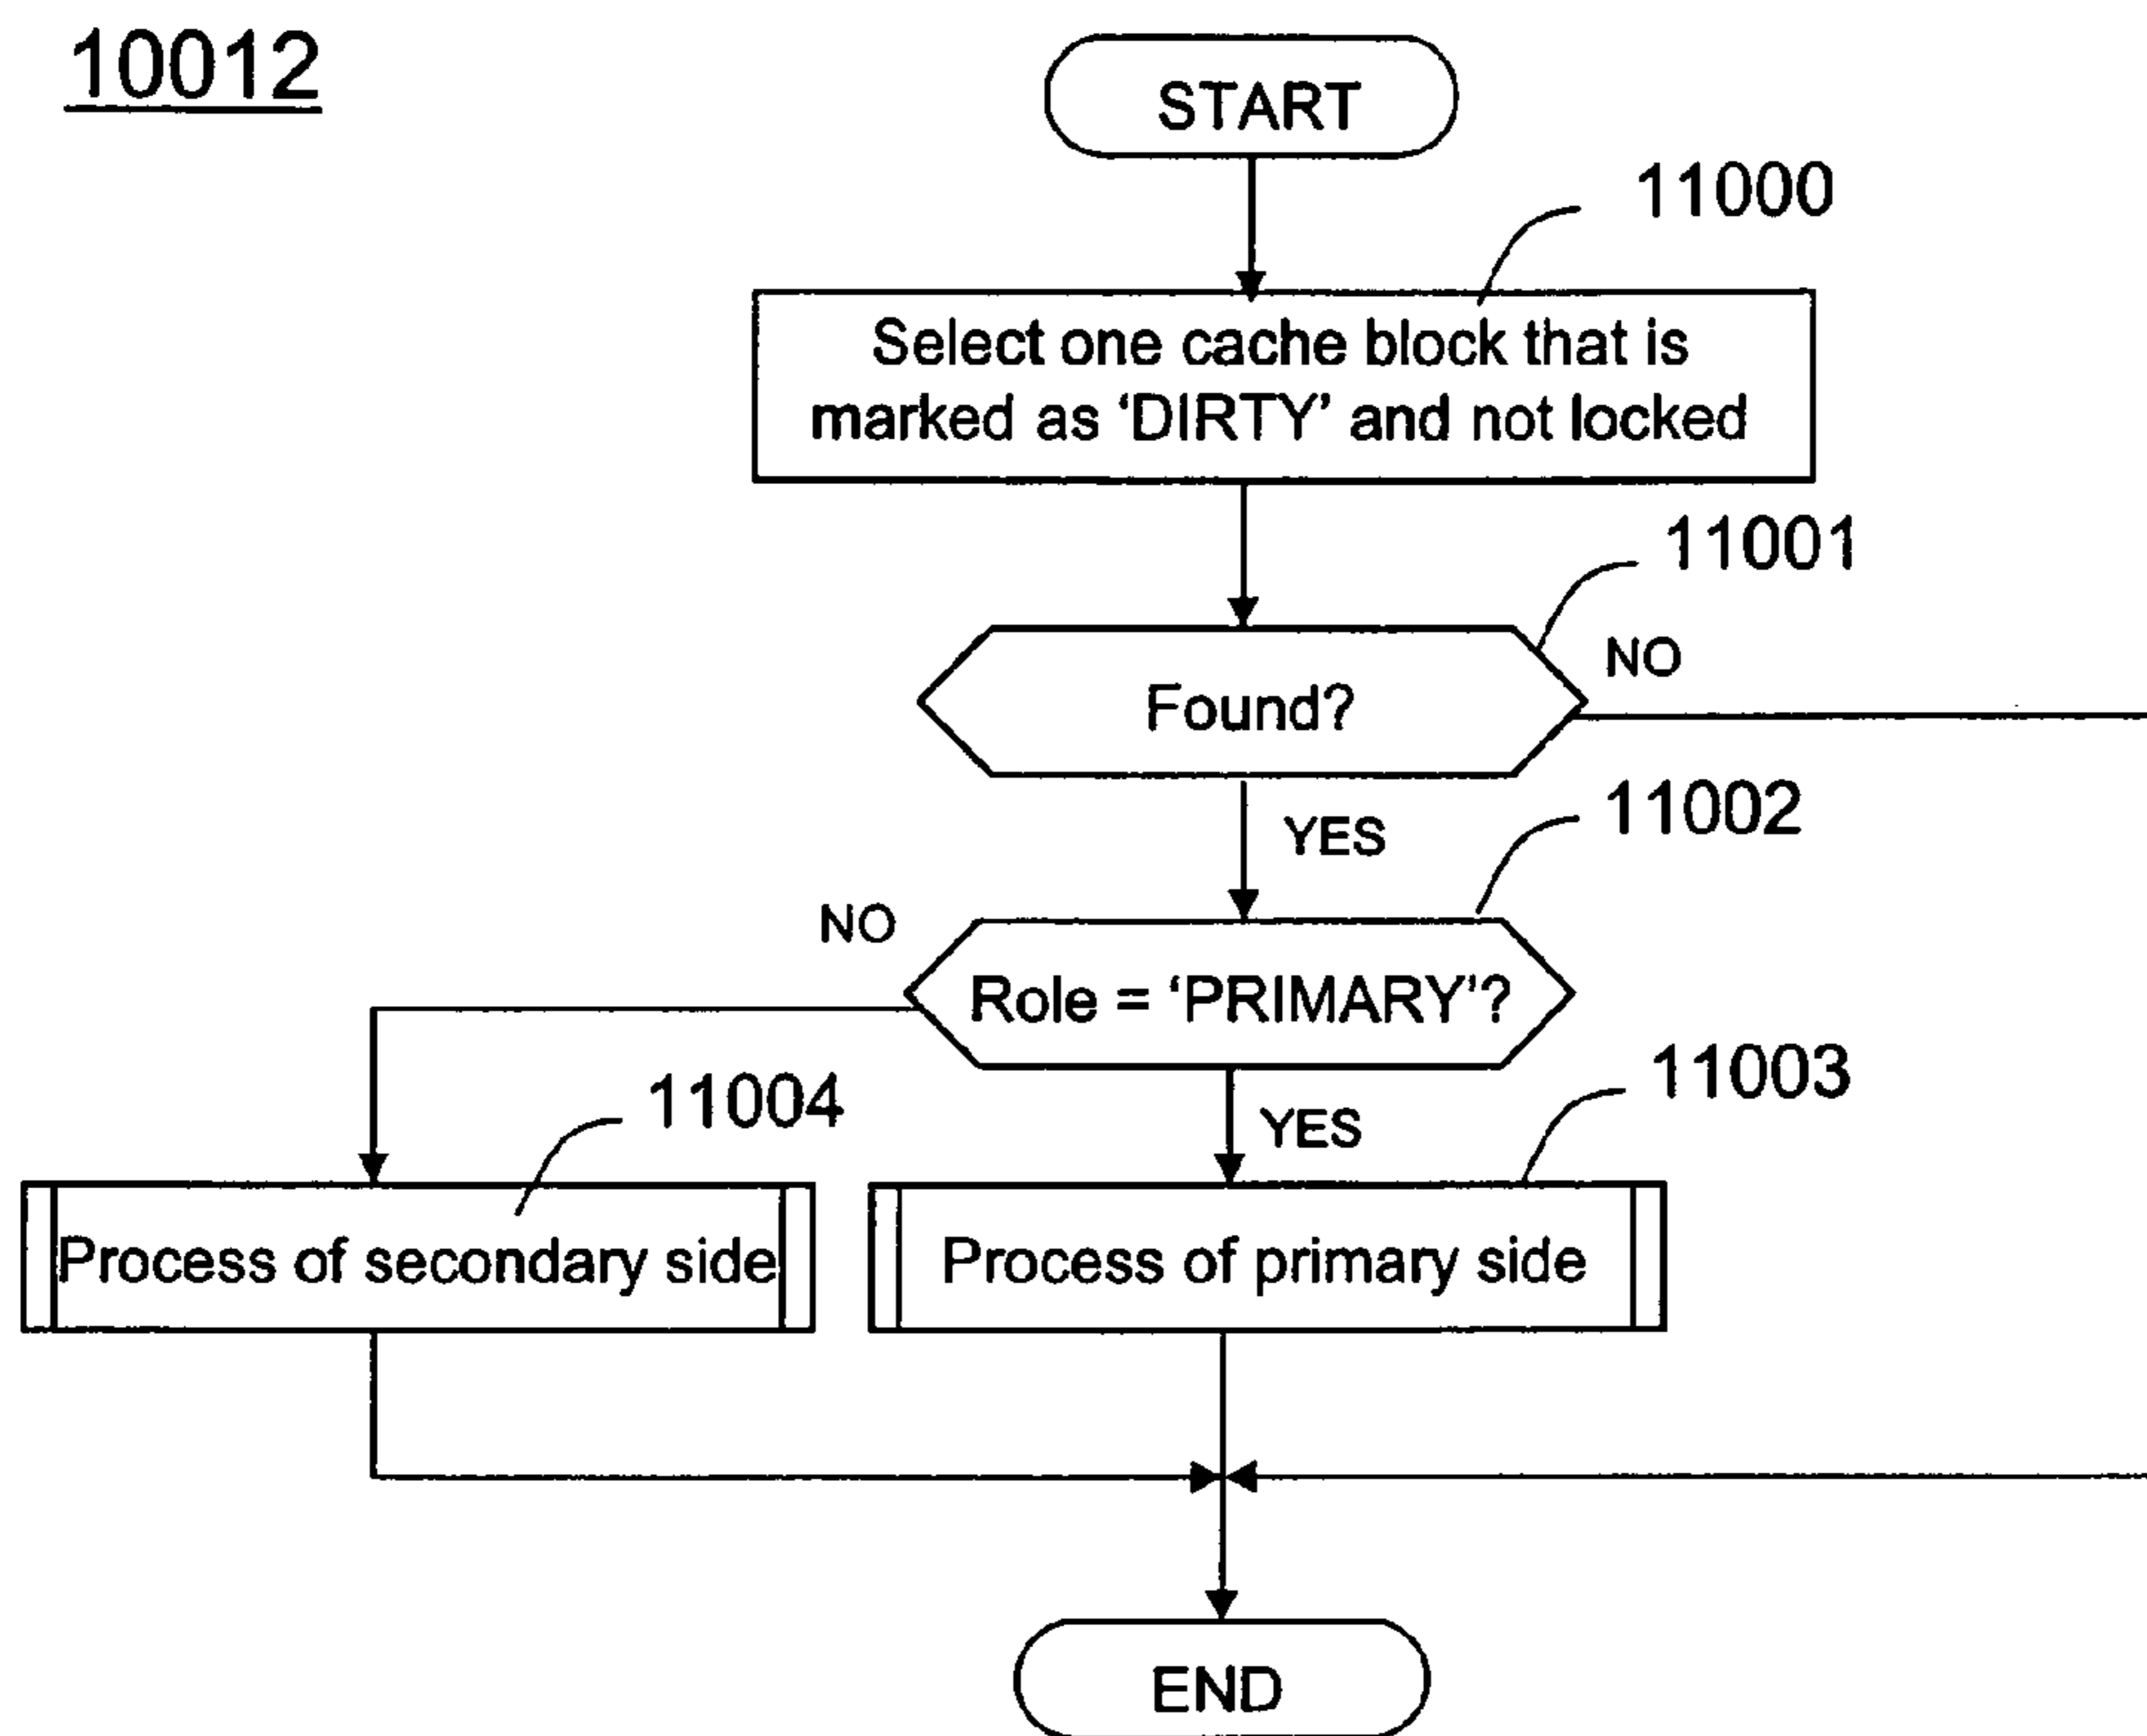 10012
START
11000
Select one cache block that is
marked as ‘DIRTY’ and not locked
11001
Found?
NO
YES
11002
NO
Role = ‘PRIMARY’?
YES
11003
11004
Process of secondary side
Process of primary side
END